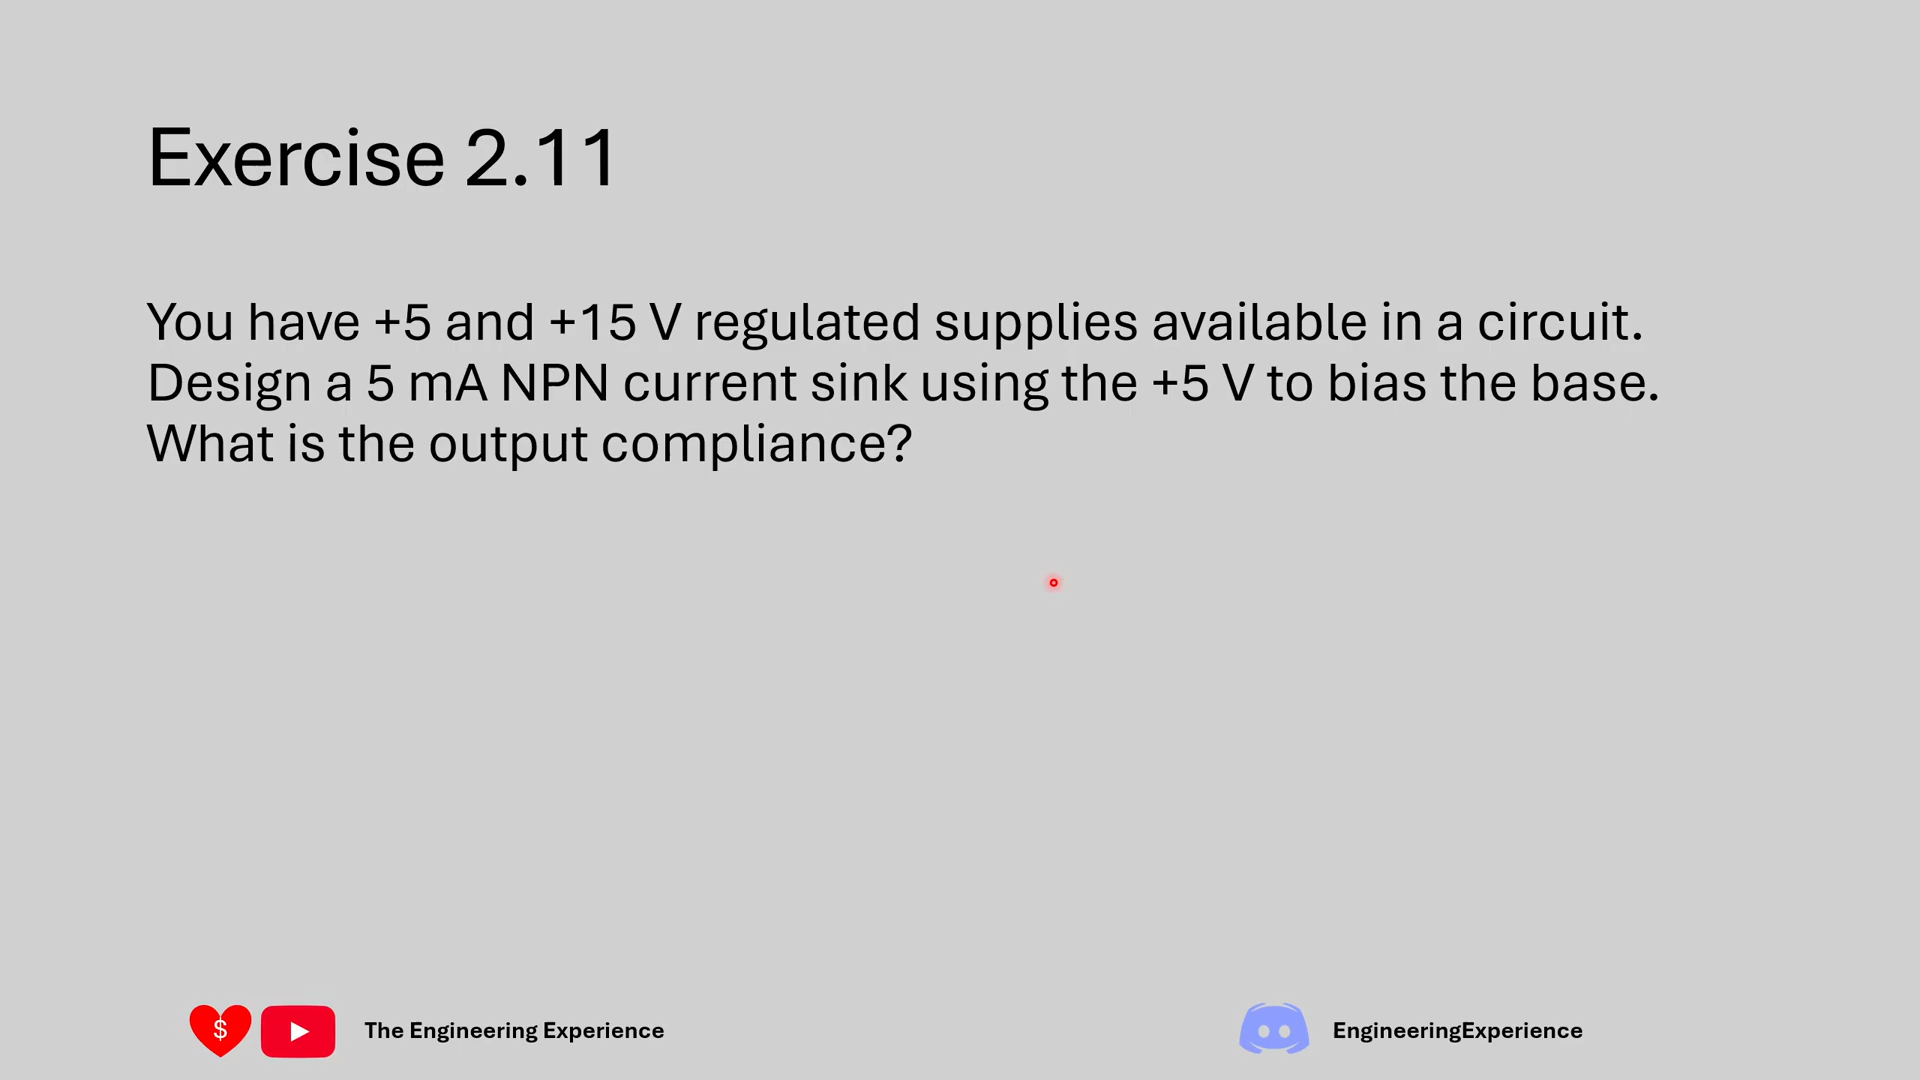 Exercise 2.11
You have +5 and +15 V regulated supplies available in a circuit.
Design a 5 mA NPN current sink using the +5 V to bias the base.
What is the output compliance?
$
The Engineering Experience
EngineeringExperience